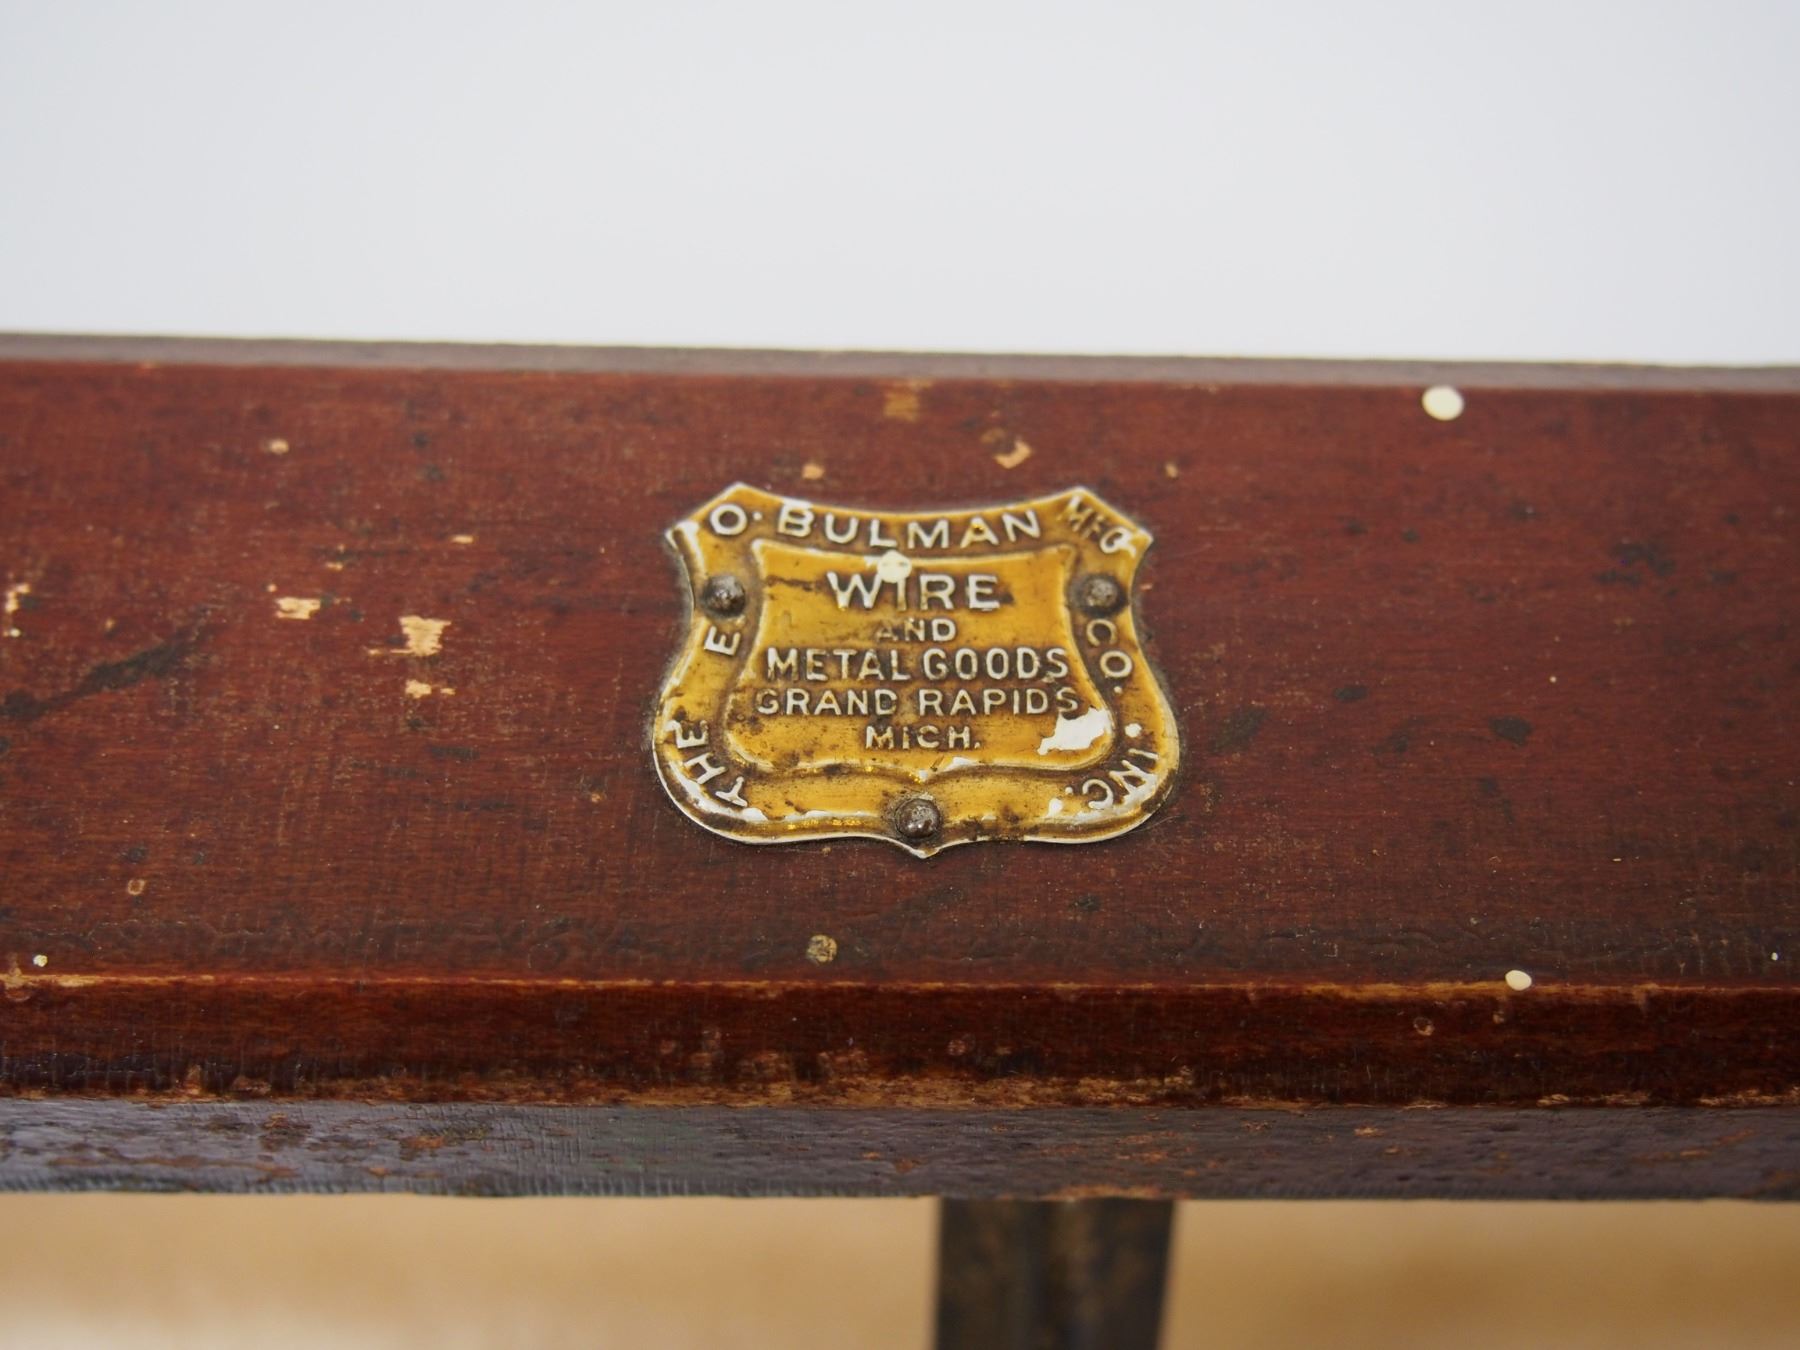 THE E. O. BULMAN MFG. CO. INC.
WIRE
AND
METAL GOODS
GRAND RAPIDS
MICH.